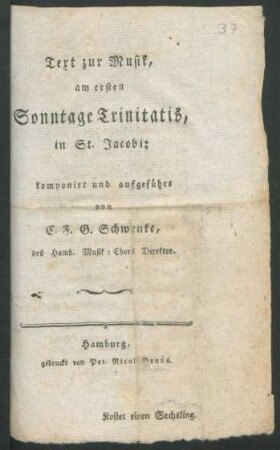 37
Text zur Musik,
am ersten
Sonntage Trinitatis,
in St. Jacobi;
komponirt und aufgeführt
von
C. F. G. Schwenke,
des Hamb. Musik-Chors Direktor.
Hamburg,
gedruckt von Pet. Nicol. Bruns.
Kostet einen Sechsling.